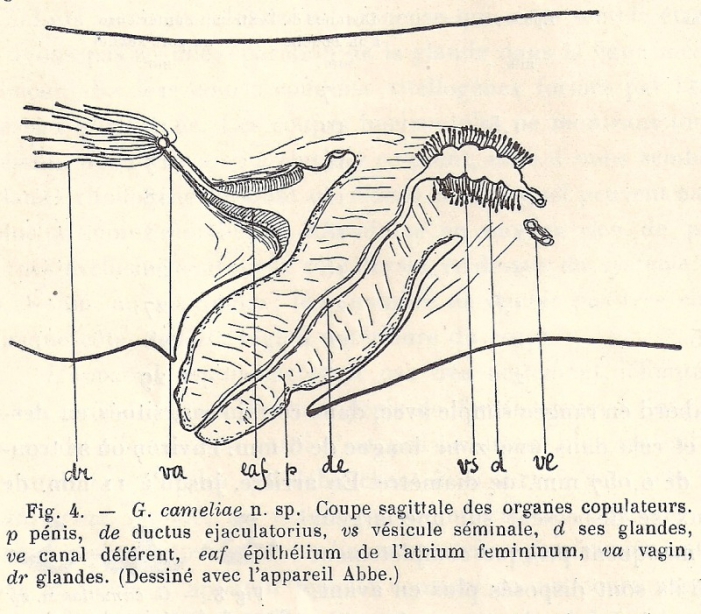 dr va eaf p de vs d ve
Fig. 4. — G. cameliae n. sp. Coupe sagittale des organes copulateurs.
p pénis, de ductus ejaculatorius, vs vésicule séminale, d ses glandes,
ve canal déférent, eaf épithélium de l'atrium femininum, va vagin,
dr glandes. (Dessiné avec l'appareil Abbe.)